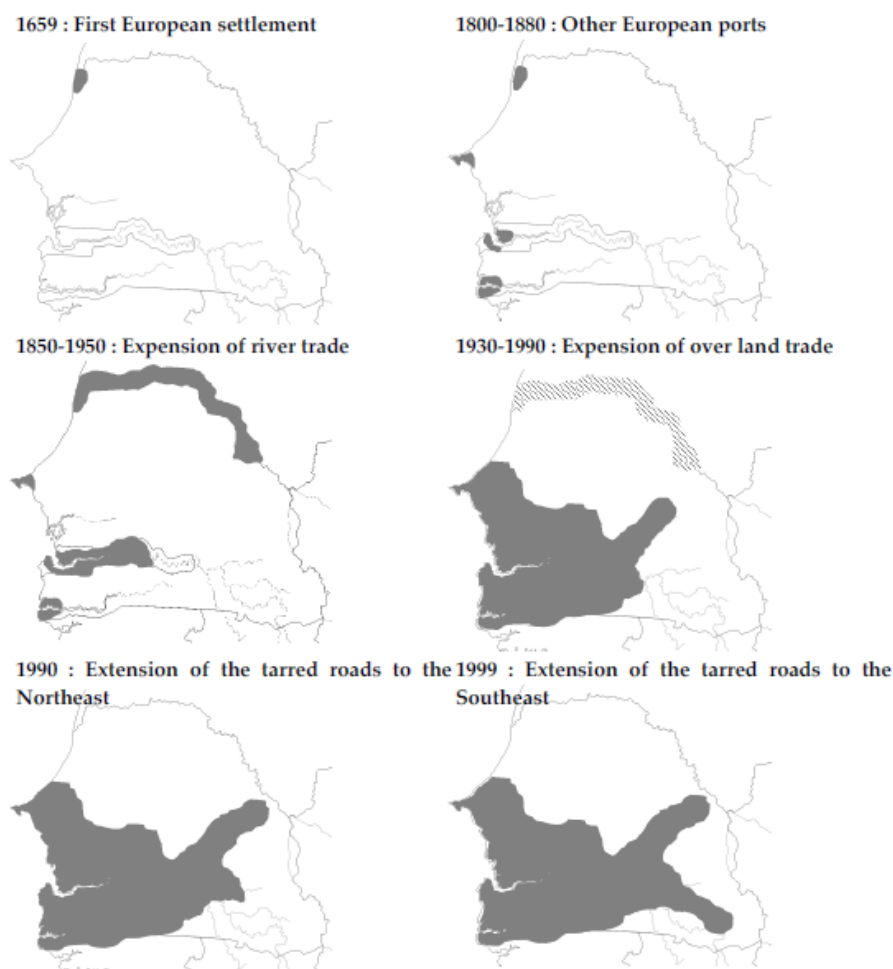 1659 : First European settlement
1800-1880 : Other European ports
1850-1950 : Expension of river trade
1930-1990 : Expension of over land trade
1990 : Extension of the tarred roads to the
Northeast
1999 : Extension of the tarred roads to the
Southeast